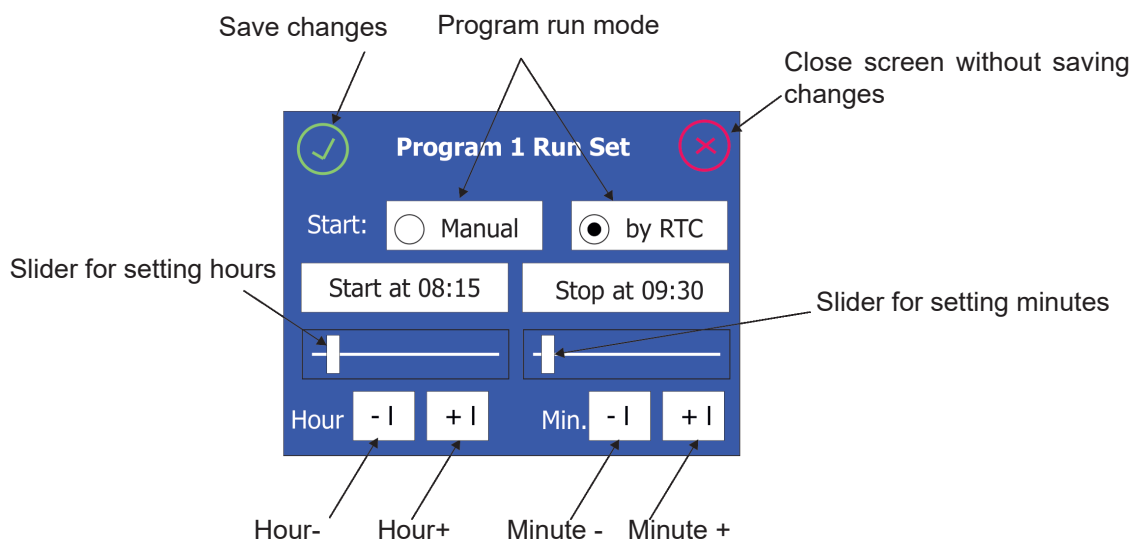 Save changes
Program run mode
Close screen without saving
changes
Program 1 Run Set
Start:
Manual
by RTC
Slider for setting hours
Start at 08:15
Stop at 09:30
Slider for setting minutes
Hour
- I
+ I
Min.
- I
+ I
Hour-
Hour+
Minute -
Minute +